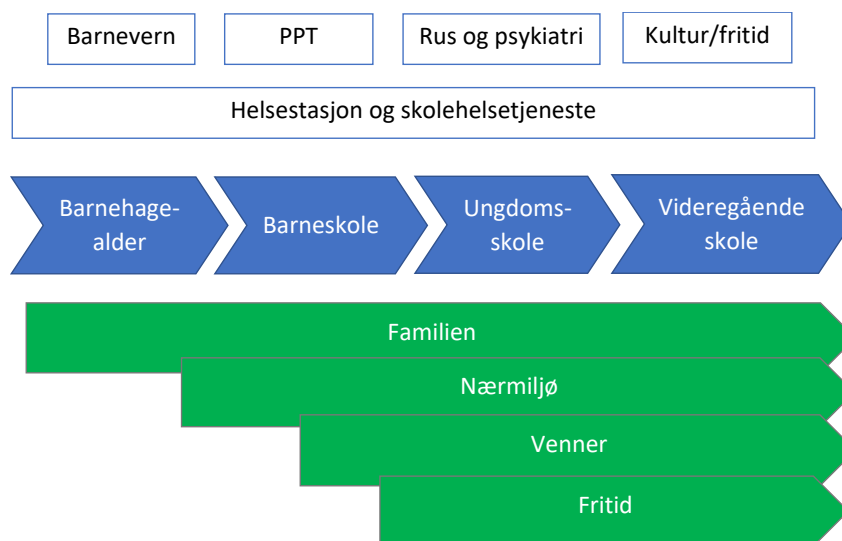 Barnevern
PPT
Rus og psykiatri
Kultur/fritid
Helsestasjon og skolehelsetjeneste
Barnehage-
alder
Barneskole
Ungdoms-
skole
Videregående
skole
Familien
Nærmiljø
Venner
Fritid